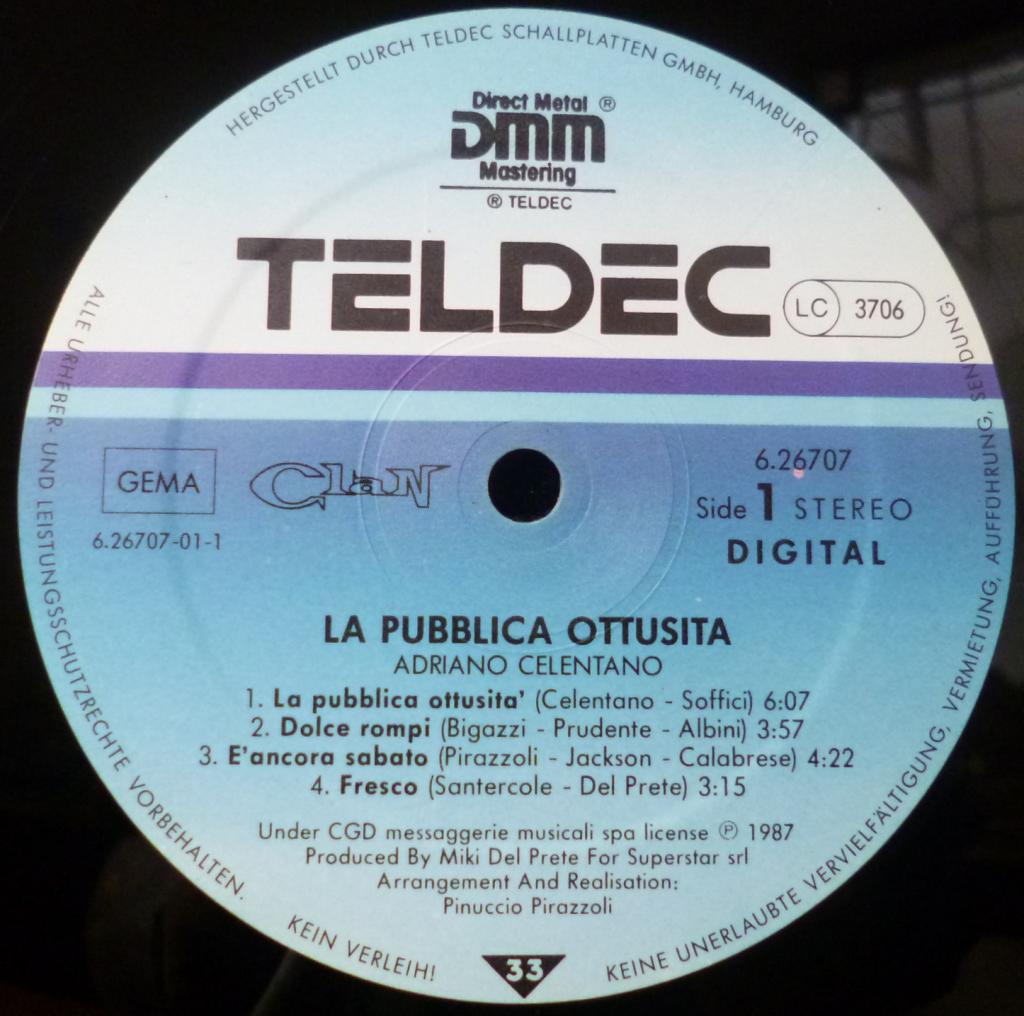 HERGESTELLT DURCH TELDEC SCHALLPLATTEN GMBH, HAMBURG
Direct Metal ®
DMM
Mastering
® TELDEC
TELDEC
LC 3706
GEMA
Clan
6.26707-01-1
6.26707
Side 1 STEREO
DIGITAL
LA PUBBLICA OTTUSITA
ADRIANO CELENTANO
1. La pubblica ottusita' (Celentano - Soffici) 6:07
2. Dolce rompi (Bigazzi - Prudente - Albini) 3:57
3. E'ancora sabato (Pirazzoli - Jackson - Calabrese) 4:22
4. Fresco (Santercole - Del Prete) 3:15
Under CGD messaggerie musicali spa license ℗ 1987
Produced By Miki Del Prete For Superstar srl
Arrangement And Realisation:
Pinuccio Pirazzoli
33
ALLE URHEBER- UND LEISTUNGSSCHUTZRECHTE VORBEHALTEN.
KEIN VERLEIH!
KEINE UNERLAUBTE VERVIELFÄLTIGUNG, VERMIETUNG, AUFFÜHRUNG, SENDUNG!